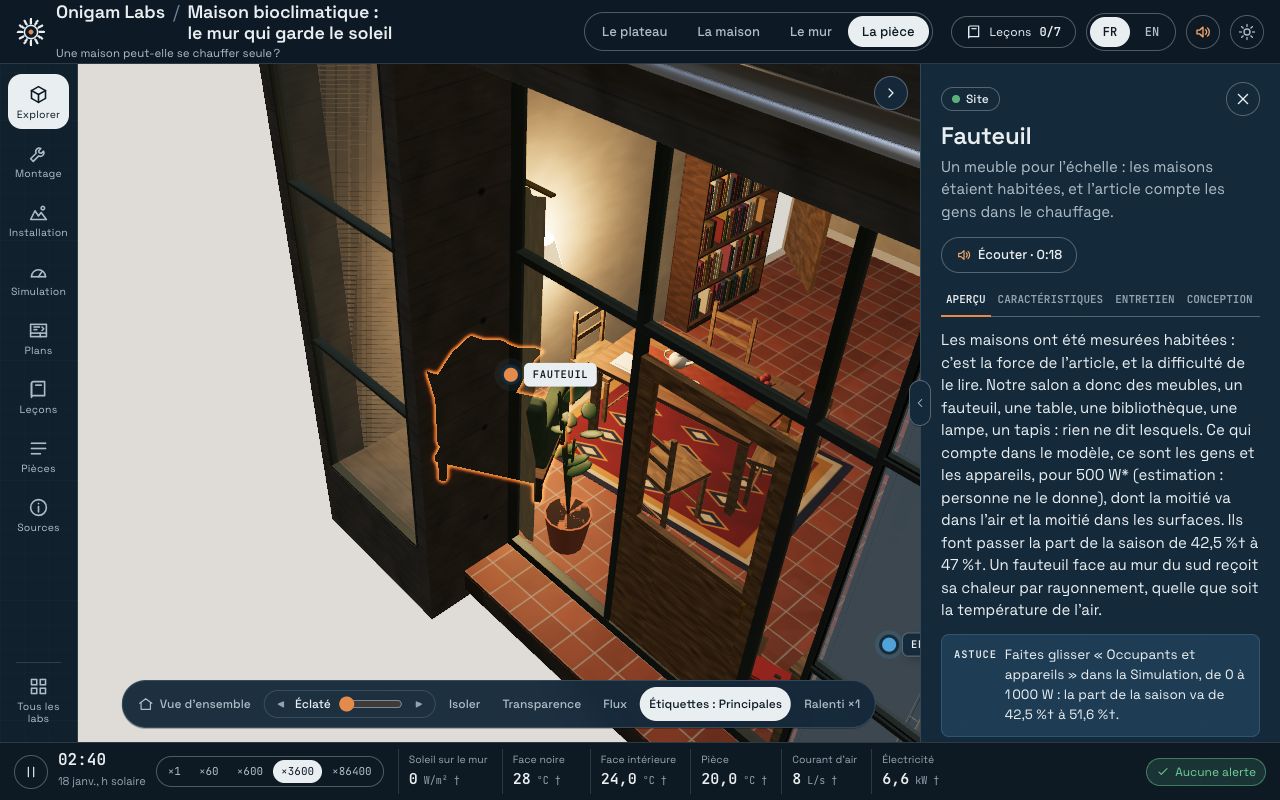 Onigam Labs / Maison bioclimatique :
le mur qui garde le soleil
Une maison peut-elle se chauffer seule ?
Le plateau
La maison
Le mur
La pièce
Leçons 0/7
FR
EN
Explorer
Montage
Installation
Simulation
Plans
Leçons
Pièces
Sources
Tous les
labs
FAUTEUIL
Site
Fauteuil
Un meuble pour l'échelle : les maisons
étaient habitées, et l'article compte les
gens dans le chauffage.
Écouter · 0:18
APERÇU
CARACTÉRISTIQUES
ENTRETIEN
CONCEPTION
Les maisons ont été mesurées habitées :
c'est la force de l'article, et la difficulté de
le lire. Notre salon a donc des meubles, un
fauteuil, une table, une bibliothèque, une
lampe, un tapis : rien ne dit lesquels. Ce qui
compte dans le modèle, ce sont les gens et
les appareils, pour 500 W* (estimation :
personne ne le donne), dont la moitié va
dans l'air et la moitié dans les surfaces. Ils
font passer la part de la saison de 42,5 %† à
47 %†. Un fauteuil face au mur du sud reçoit
sa chaleur par rayonnement, quelle que soit
la température de l'air.
ASTUCE Faites glisser « Occupants et
appareils » dans la Simulation, de 0 à
1 000 W : la part de la saison va de
42,5 %† à 51,6 %†.
Vue d'ensemble
◄ Éclaté ►
Isoler
Transparence
Flux
Étiquettes : Principales
Ralenti ×1
02:40
18 janv., h solaire
×1
×60
×600
×3600
×86400
Soleil sur le mur
0 W/m² †
Face noire
28 °C †
Face intérieure
24,0 °C †
Pièce
20,0 °C †
Courant d'air
8 L/s †
Électricité
6,6 kW †
Aucune alerte